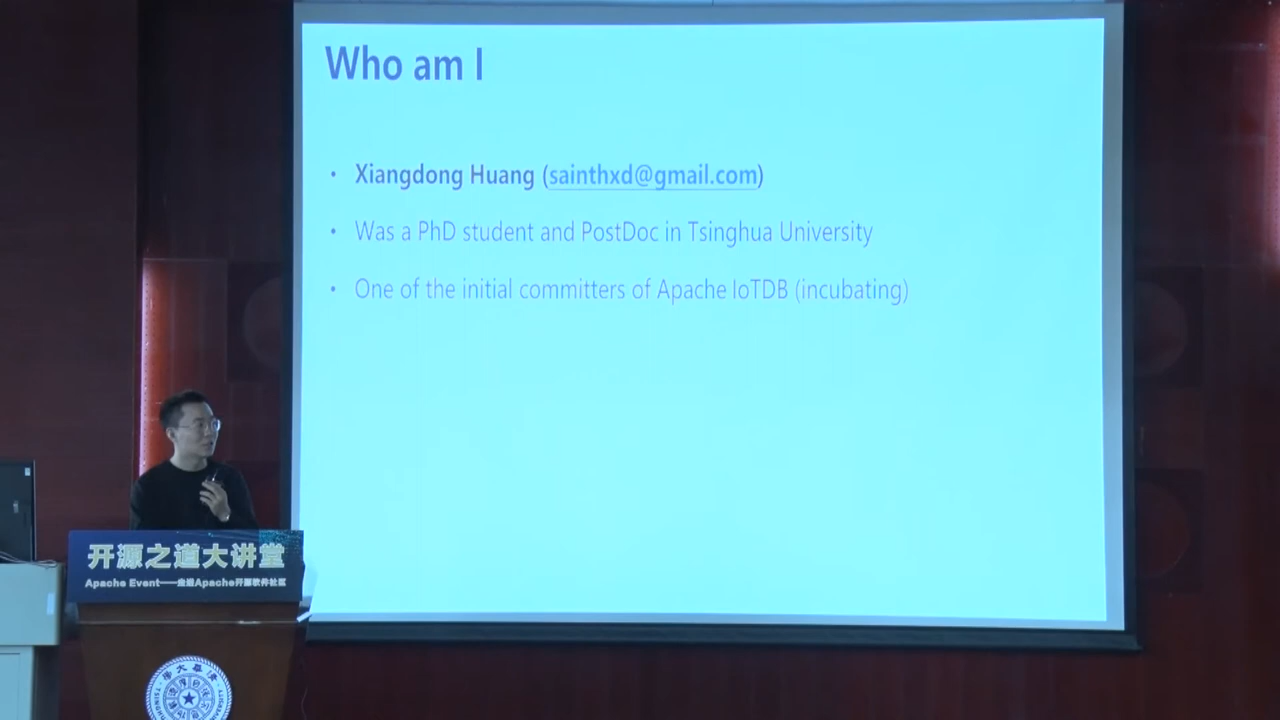 Who am I
• Xiangdong Huang (sainthxd@gmail.com)
• Was a PhD student and PostDoc in Tsinghua University
• One of the initial committers of Apache IoTDB (incubating)
开源之道大讲堂
Apache Event——走进Apache开源软件社区